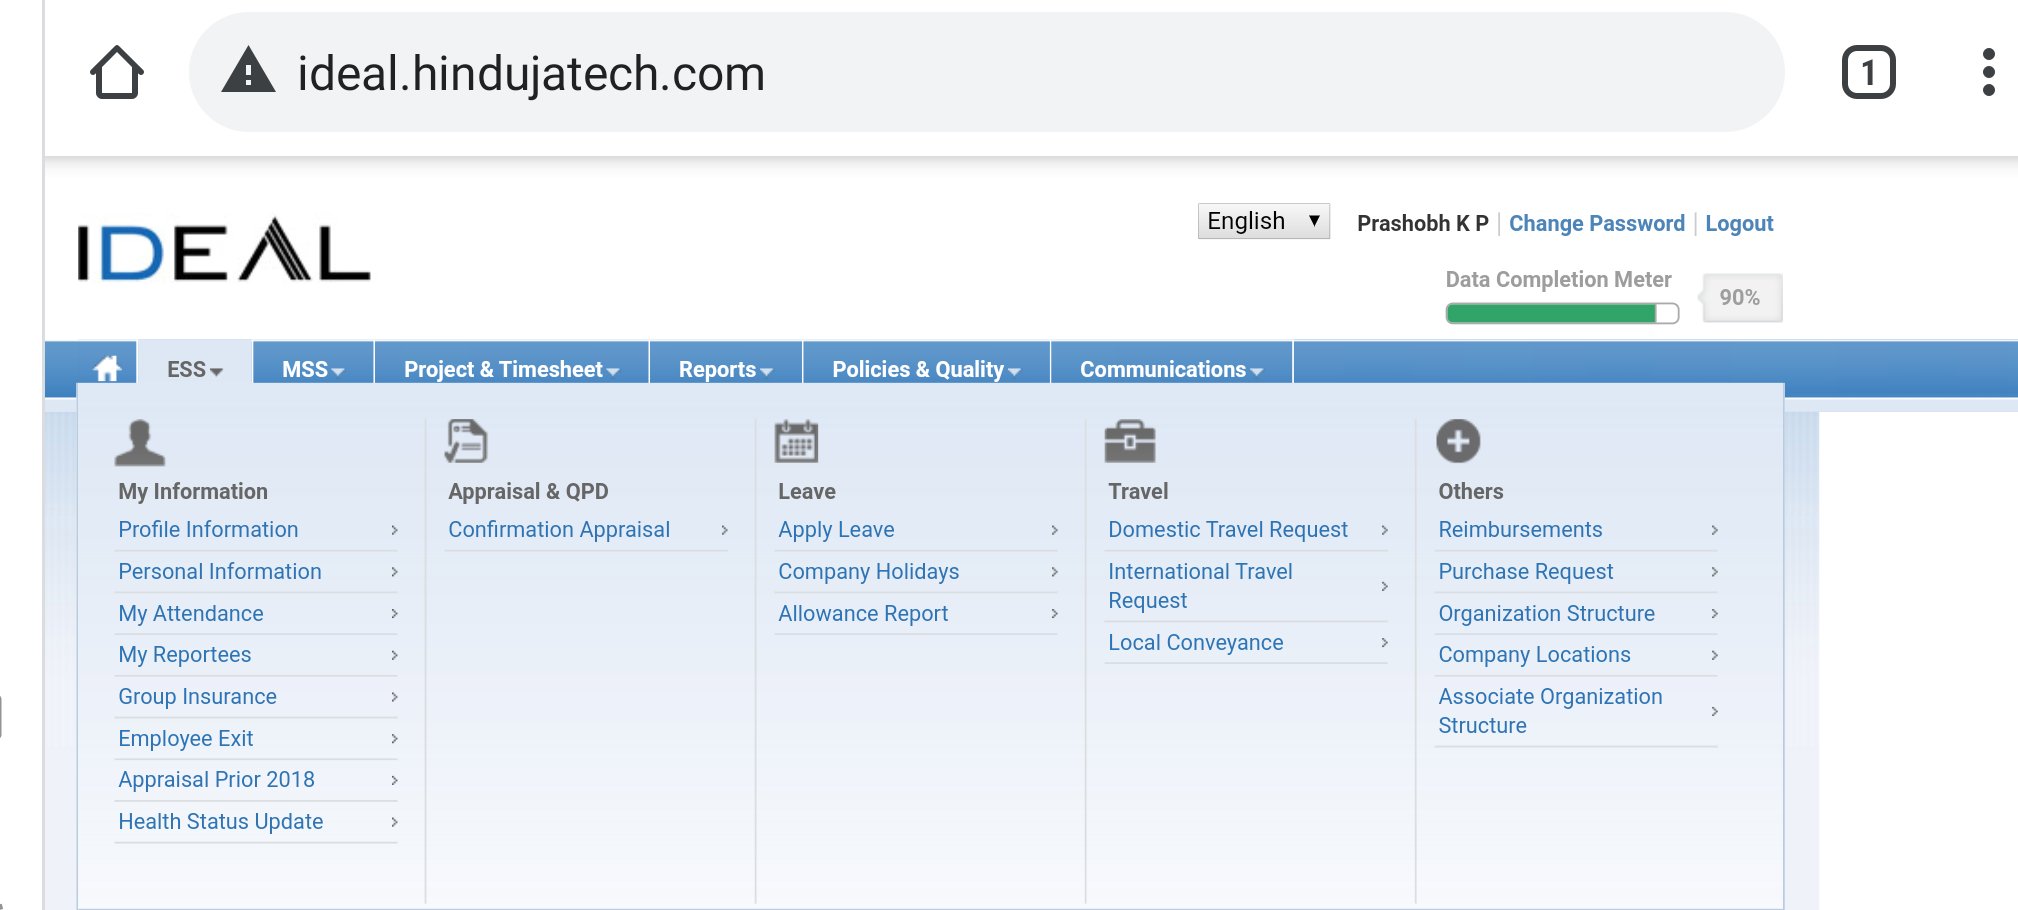 ideal.hindujatech.com
1
IDEAL
English
Prashobh K P | Change Password | Logout
Data Completion Meter
90%
ESS
MSS
Project & Timesheet
Reports
Policies & Quality
Communications
My Information
Profile Information
Personal Information
My Attendance
My Reportees
Group Insurance
Employee Exit
Appraisal Prior 2018
Health Status Update
Appraisal & QPD
Confirmation Appraisal
Leave
Apply Leave
Company Holidays
Allowance Report
Travel
Domestic Travel Request
International Travel
Request
Local Conveyance
Others
Reimbursements
Purchase Request
Organization Structure
Company Locations
Associate Organization
Structure